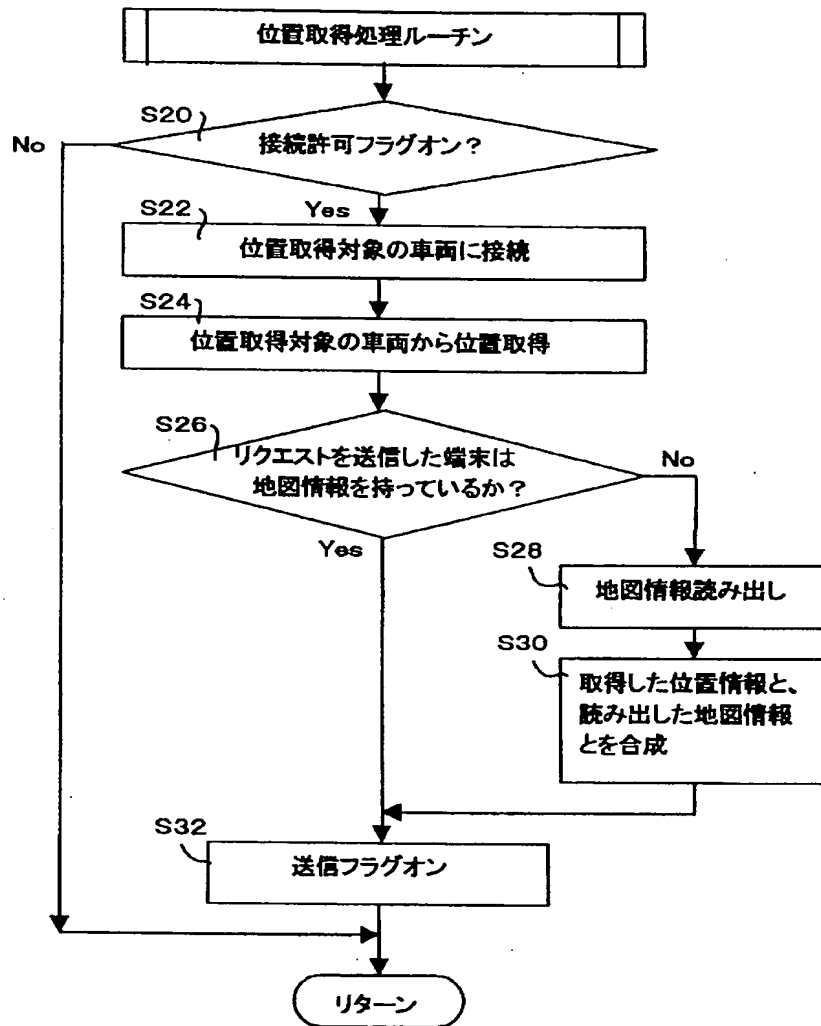 位置取得処理ルーチン
S20
No
接続許可フラグオン？
Yes
S22
位置取得対象の車両に接続
S24
位置取得対象の車両から位置取得
S26
リクエストを送信した端末は
地図情報を持っているか？
No
Yes
S28
地図情報読み出し
S30
取得した位置情報と、
読み出した地図情報
とを合成
S32
送信フラグオン
リターン